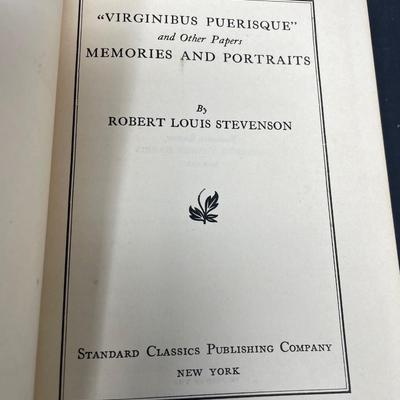 “VIRGINIBUS PUERISQUE”
and Other Papers
MEMORIES AND PORTRAITS
By
ROBERT LOUIS STEVENSON
STANDARD CLASSICS PUBLISHING COMPANY
NEW YORK